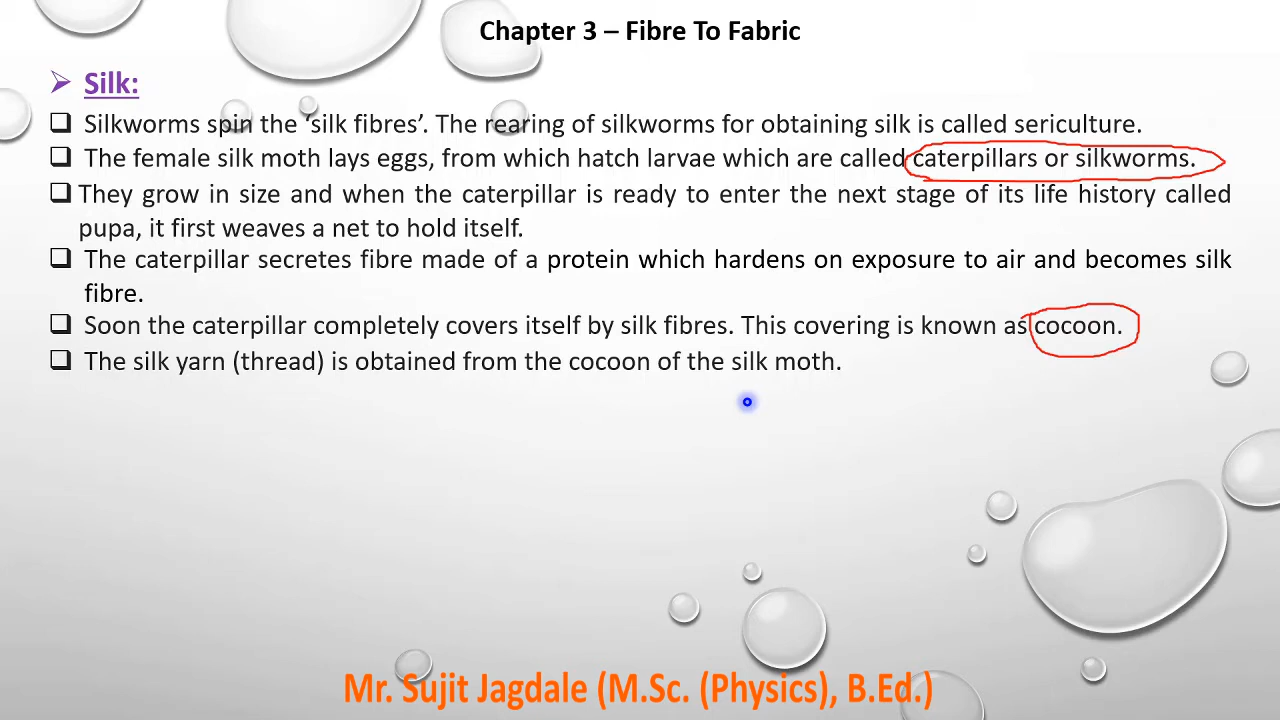 Chapter 3 – Fibre To Fabric
Silk:
Silkworms spin the ‘silk fibres’. The rearing of silkworms for obtaining silk is called sericulture.
The female silk moth lays eggs, from which hatch larvae which are called caterpillars or silkworms.
They grow in size and when the caterpillar is ready to enter the next stage of its life history called
pupa, it first weaves a net to hold itself.
The caterpillar secretes fibre made of a protein which hardens on exposure to air and becomes silk
fibre.
Soon the caterpillar completely covers itself by silk fibres. This covering is known as cocoon.
The silk yarn (thread) is obtained from the cocoon of the silk moth.
Mr. Sujit Jagdale (M.Sc. (Physics), B.Ed.)